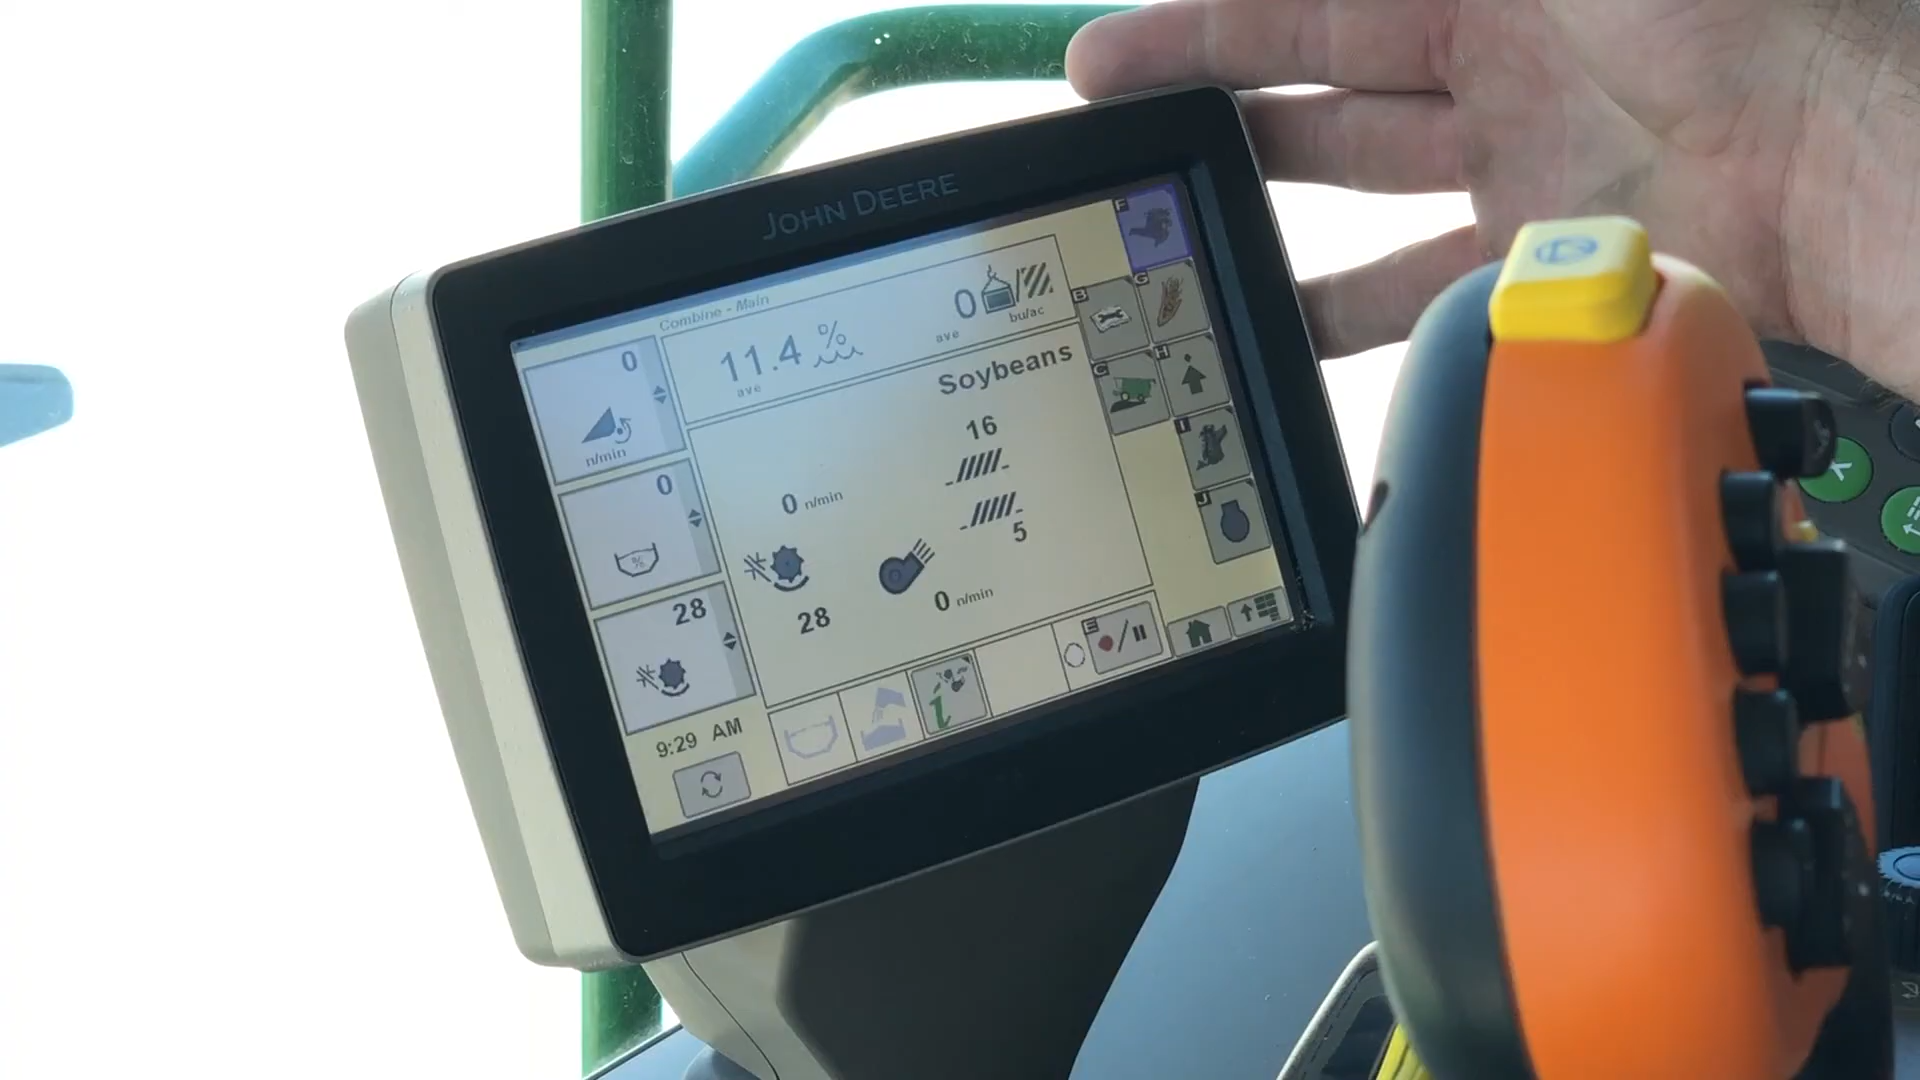 JOHN DEERE
Combine - Main
0
n/min
11.4 %
ave
0
ave
bu/ac
Soybeans
0
%
16
0 n/min
5
28
28
0 n/min
9:29 AM
i
F
B
G
C
H
I
J
E
X